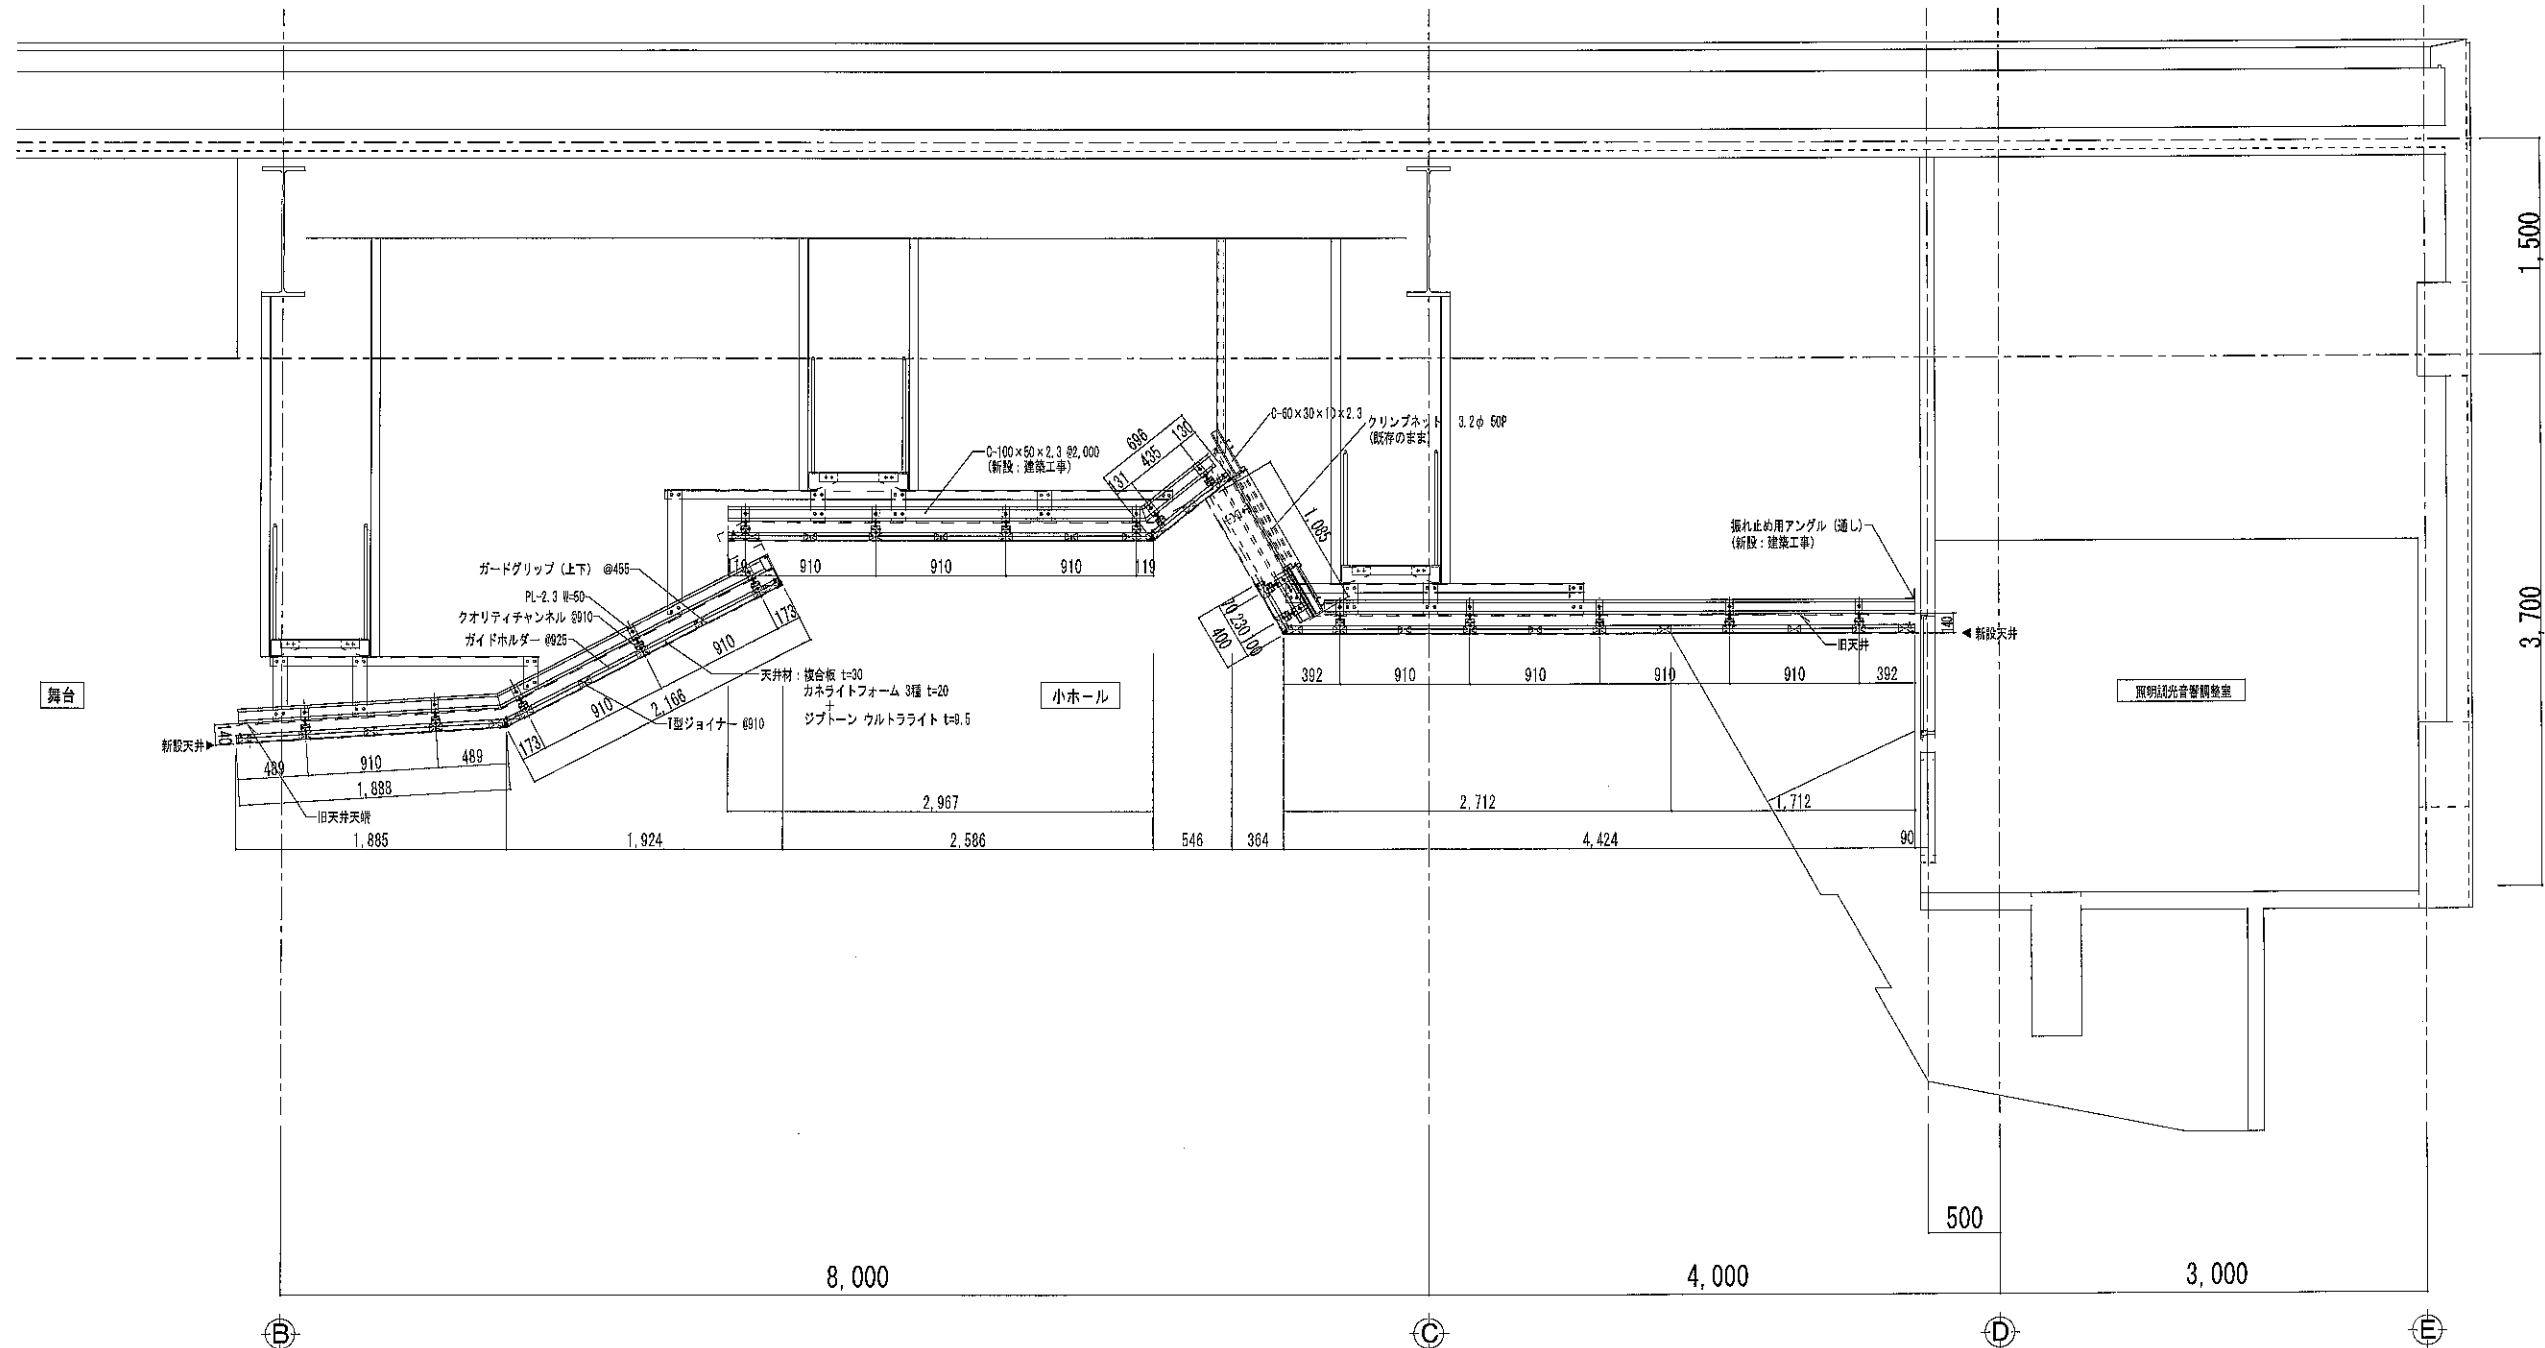 1,500
3,700
C-60×30×10×2.3
クリンプネット 3.2φ 50P
(既存のまま)
696
130
435
131
1,085
C-100×50×2.3 @2,000
(新設：建築工事)
910
910
910
119
振れ止め用アングル (通し)
(新設：建築工事)
ガードグリップ (上下) @455
PL-2.3 W=50
クオリティチャンネル @910
ガイドホルダー @925
173
910
910
2,166
173
天井材：複合板 t=30
カネライトフォーム 3種 t=20
+
ジプトーン ウルトラライト t=9.5
T型ジョイナー @910
70
230
100
400
140
新設天井
旧天井
392
910
910
910
910
392
舞台
小ホール
照明調光音響調整室
新設天井
140
489
910
489
1,888
旧天井天端
2,967
2,712
1,712
1,885
1,924
2,586
546
364
4,424
90
500
8,000
4,000
3,000
B
C
D
E